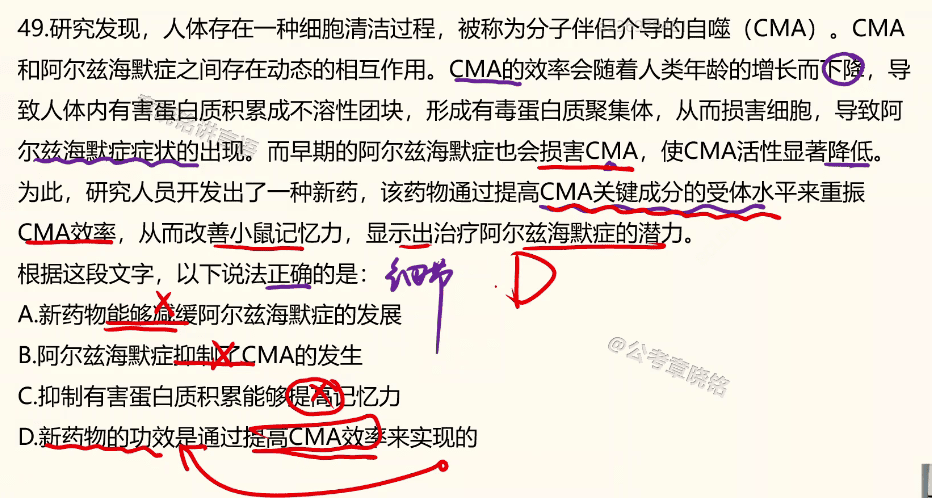 49.研究发现，人体存在一种细胞清洁过程，被称为分子伴侣介导的自噬（CMA）。CMA
和阿尔兹海默症之间存在动态的相互作用。CMA的效率会随着人类年龄的增长而下降，导
致人体内有害蛋白质积累成不溶性团块，形成有毒蛋白质聚集体，从而损害细胞，导致阿
尔兹海默症症状的出现。而早期的阿尔兹海默症也会损害CMA，使CMA活性显著降低。
为此，研究人员开发出了一种新药，该药物通过提高CMA关键成分的受体水平来重振
CMA效率，从而改善小鼠记忆力，显示出治疗阿尔兹海默症的潜力。
根据这段文字，以下说法正确的是：细节 D
A.新药物能够减缓阿尔兹海默症的发展
B.阿尔兹海默症抑制了CMA的发生
C.抑制有害蛋白质积累能够提高记忆力
@公考章晓铭
D.新药物的功效是通过提高CMA效率来实现的